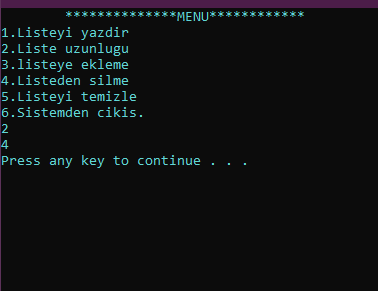 **************MENU************
1.Listeyi yazdir
2.Liste uzunlugu
3.listeye ekleme
4.Listeden silme
5.Listeyi temizle
6.Sistemden cikis.
2
4
Press any key to continue . . .